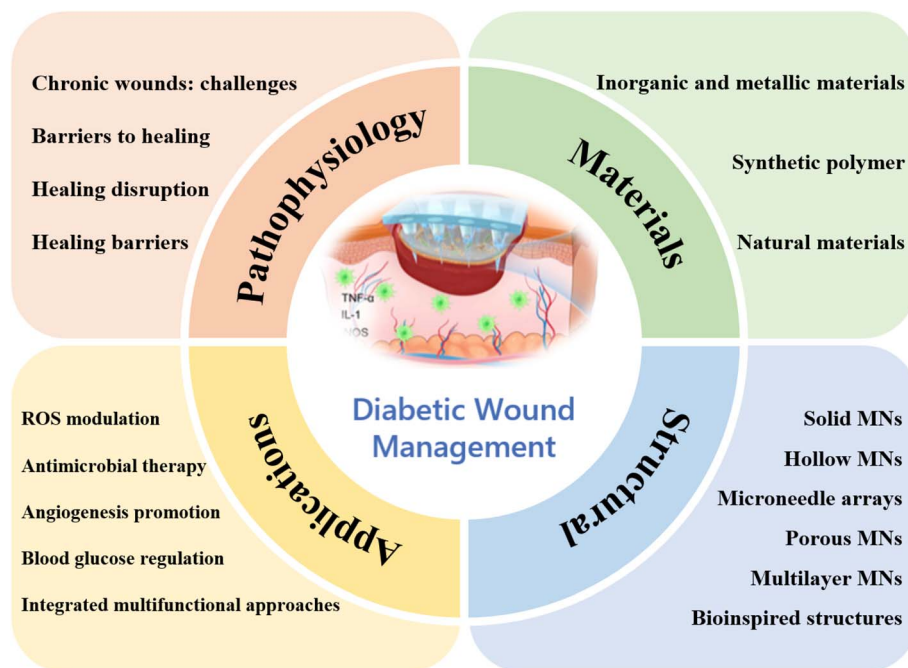 Chronic wounds: challenges
Barriers to healing
Healing disruption
Healing barriers
Pathophysiology
Inorganic and metallic materials
Synthetic polymer
Natural materials
Materials
TNF-α
IL-1
Diabetic Wound
Management
ROS modulation
Antimicrobial therapy
Angiogenesis promotion
Blood glucose regulation
Integrated multifunctional approaches
Applications
Solid MNs
Hollow MNs
Microneedle arrays
Porous MNs
Multilayer MNs
Bioinspired structures
Structural